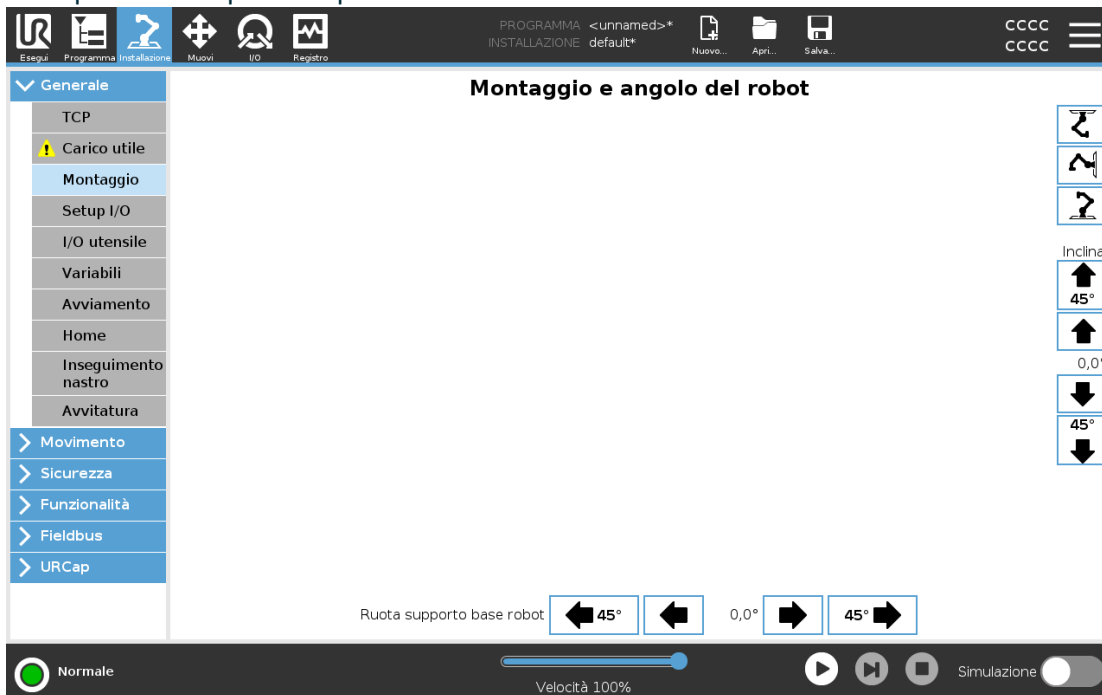 PROGRAMMA <unnamed>*
INSTALLAZIONE default*
Esegui Programma Installazione Muovi I/O Registro
Nuovo... Apri... Salva...
CCCC
CCCC
Generale
Montaggio e angolo del robot
TCP
Carico utile
Montaggio
Setup I/O
I/O utensile
Variabili
Avviamento
Home
Inseguimento
nastro
Avvitatura
Movimento
Sicurezza
Funzionalità
Fieldbus
URCap
Inclina
45°
0,0°
45°
Ruota supporto base robot 45° 0,0° 45°
Normale
Velocità 100%
Simulazione